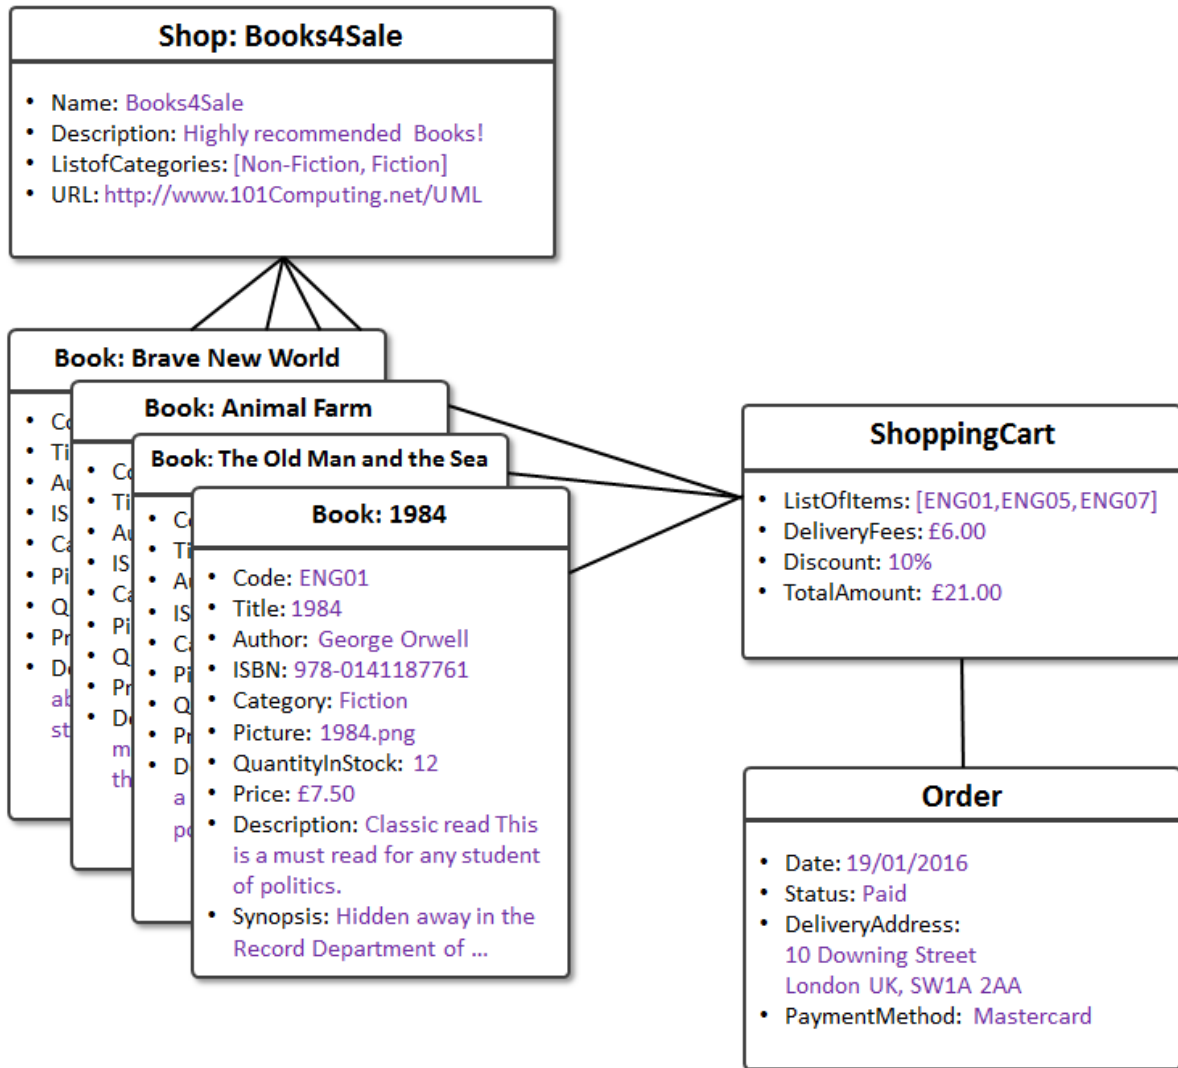 Shop: Books4Sale
• Name: Books4Sale
• Description: Highly recommended Books!
• ListofCategories: [Non-Fiction, Fiction]
• URL: http://www.101Computing.net/UML
Book: Brave New World
Book: Animal Farm
Book: The Old Man and the Sea
Book: 1984
• Code: ENG01
• Title: 1984
• Author: George Orwell
• ISBN: 978-0141187761
• Category: Fiction
• Picture: 1984.png
• QuantityInStock: 12
• Price: £7.50
• Description: Classic read This
is a must read for any student
of politics.
• Synopsis: Hidden away in the
Record Department of ...
ShoppingCart
• ListOfItems: [ENG01,ENG05,ENG07]
• DeliveryFees: £6.00
• Discount: 10%
• TotalAmount: £21.00
Order
• Date: 19/01/2016
• Status: Paid
• DeliveryAddress:
10 Downing Street
London UK, SW1A 2AA
• PaymentMethod: Mastercard